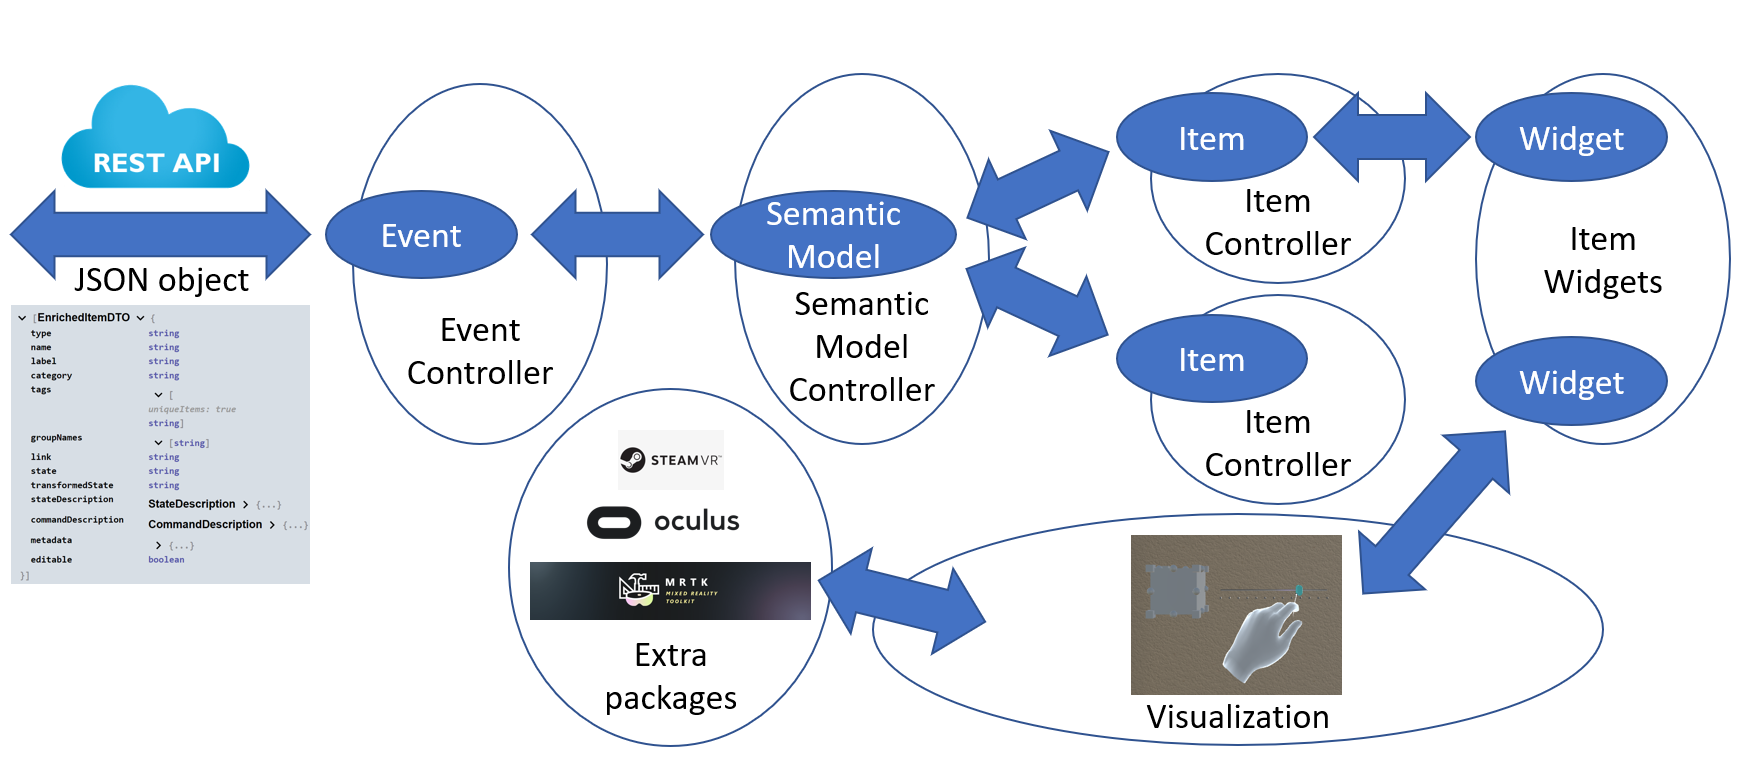 REST API
JSON object
[EnrichedItemDTO {
type string
name string
label string
category string
tags [
uniqueItems: true
string]
groupNames [string]
link string
state string
transformedState string
stateDescription StateDescription > {...}
commandDescription CommandDescription > {...}
metadata > {...}
editable boolean
}]
Event
Event
Controller
Semantic
Model
Semantic
Model
Controller
Item
Item
Controller
Item
Item
Controller
Widget
Item
Widgets
Widget
STEAMVR™
oculus
MRTK
MIXED REALITY
TOOLKIT
Extra
packages
Visualization